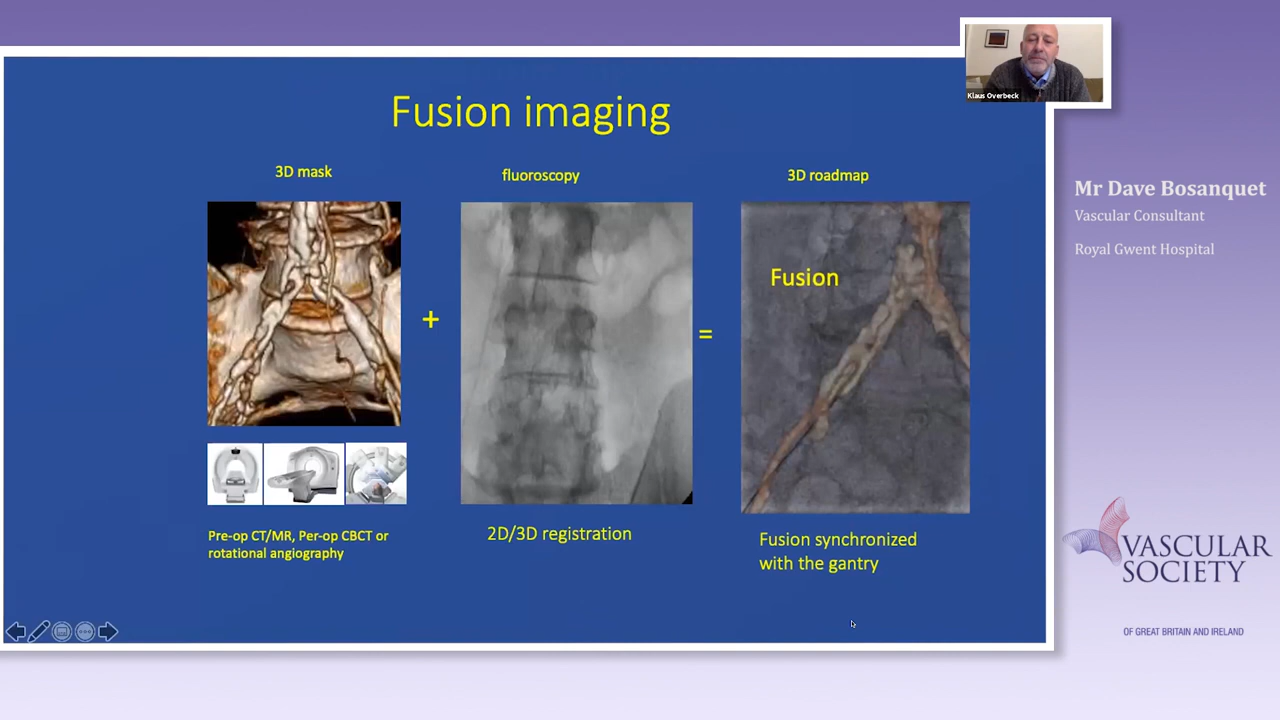 Klaus Overbeck
Fusion imaging
3D mask
fluoroscopy
3D roadmap
Fusion
+
=
Pre-op CT/MR, Per-op CBCT or
rotational angiography
2D/3D registration
Fusion synchronized
with the gantry
Mr Dave Bosanquet
Vascular Consultant
Royal Gwent Hospital
VASCULAR
SOCIETY
OF GREAT BRITAIN AND IRELAND